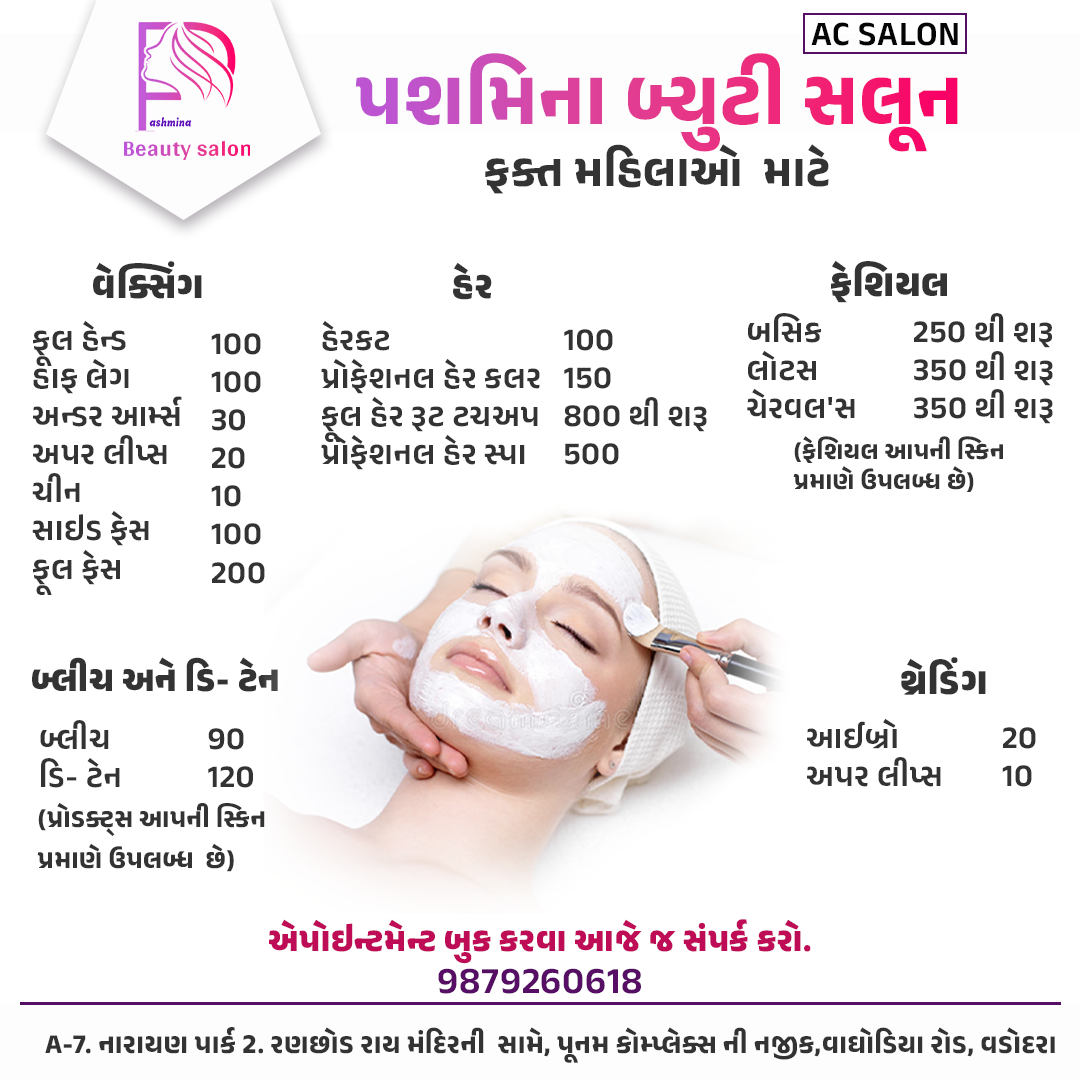 AC SALON
Pashmina
Beauty salon
પશમિના બ્યુટી સલૂન
ફક્ત મહિલાઓ માટે
વેક્સિંગ
ફૂલ હેન્ડ 100
હાફ લેગ 100
અન્ડર આર્મ્સ 30
અપર લીપ્સ 20
ચીન 10
સાઇડ ફેસ 100
ફૂલ ફેસ 200
હેર
હેરકટ 100
પ્રોફેશનલ હેર કલર 150
ફૂલ હેર રૂટ ટચઅપ 800 થી શરૂ
પ્રોફેશનલ હેર સ્પા 500
ફેશિયલ
બસિક 250 થી શરૂ
લોટસ 350 થી શરૂ
ચેરવલ'સ 350 થી શરૂ
(ફેશિયલ આપની સ્કિન
પ્રમાણે ઉપલબ્ધ છે)
બ્લીચ અને ડિ- ટેન
બ્લીચ 90
ડિ- ટેન 120
(પ્રોડક્ટ્સ આપની સ્કિન
પ્રમાણે ઉપલબ્ધ છે)
થ્રેડિંગ
આઈબ્રો 20
અપર લીપ્સ 10
એપોઇન્ટમેન્ટ બુક કરવા આજે જ સંપર્ક કરો.
9879260618
A-7. નારાયણ પાર્ક 2. રણછોડ રાય મંદિરની સામે, પૂનમ કોમ્પ્લેક્સ ની નજીક,વાઘોડિયા રોડ, વડોદરા